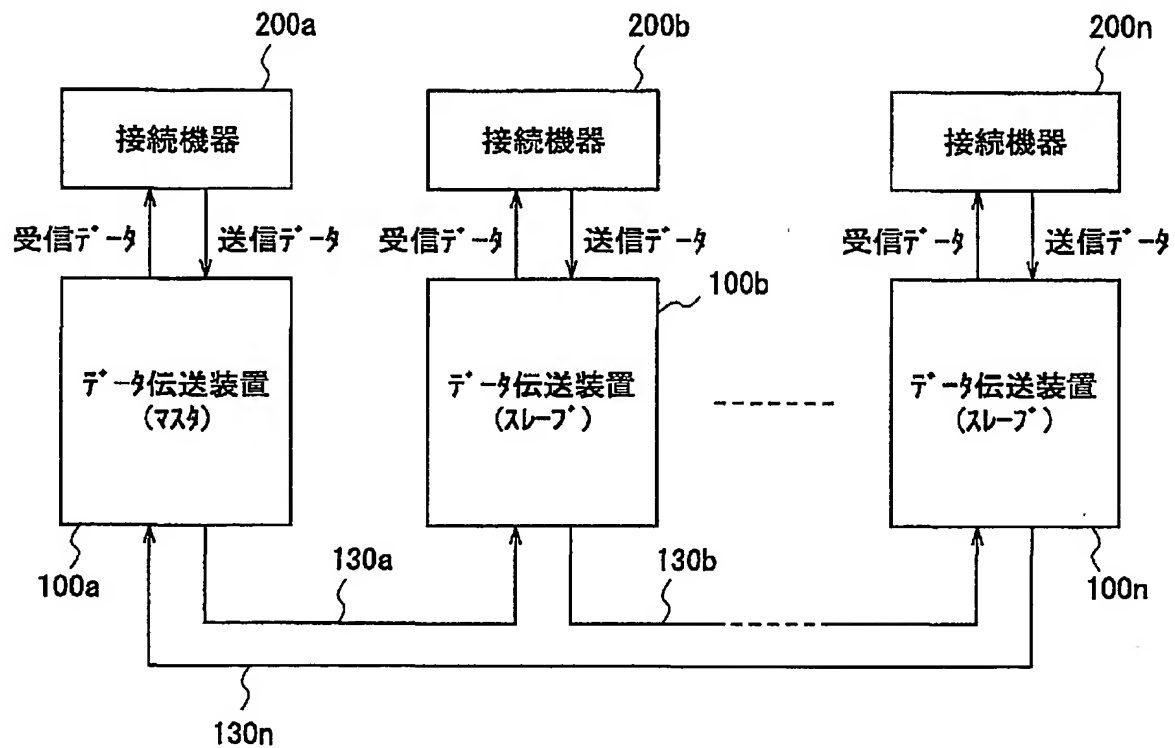 200a
200b
200n
接続機器
接続機器
接続機器
受信ﾃﾞｰﾀ
送信ﾃﾞｰﾀ
受信ﾃﾞｰﾀ
送信ﾃﾞｰﾀ
受信ﾃﾞｰﾀ
送信ﾃﾞｰﾀ
100b
ﾃﾞｰﾀ伝送装置
(ﾏｽﾀ)
ﾃﾞｰﾀ伝送装置
(ｽﾚｰﾌﾞ)
ﾃﾞｰﾀ伝送装置
(ｽﾚｰﾌﾞ)
100a
130a
130b
100n
130n